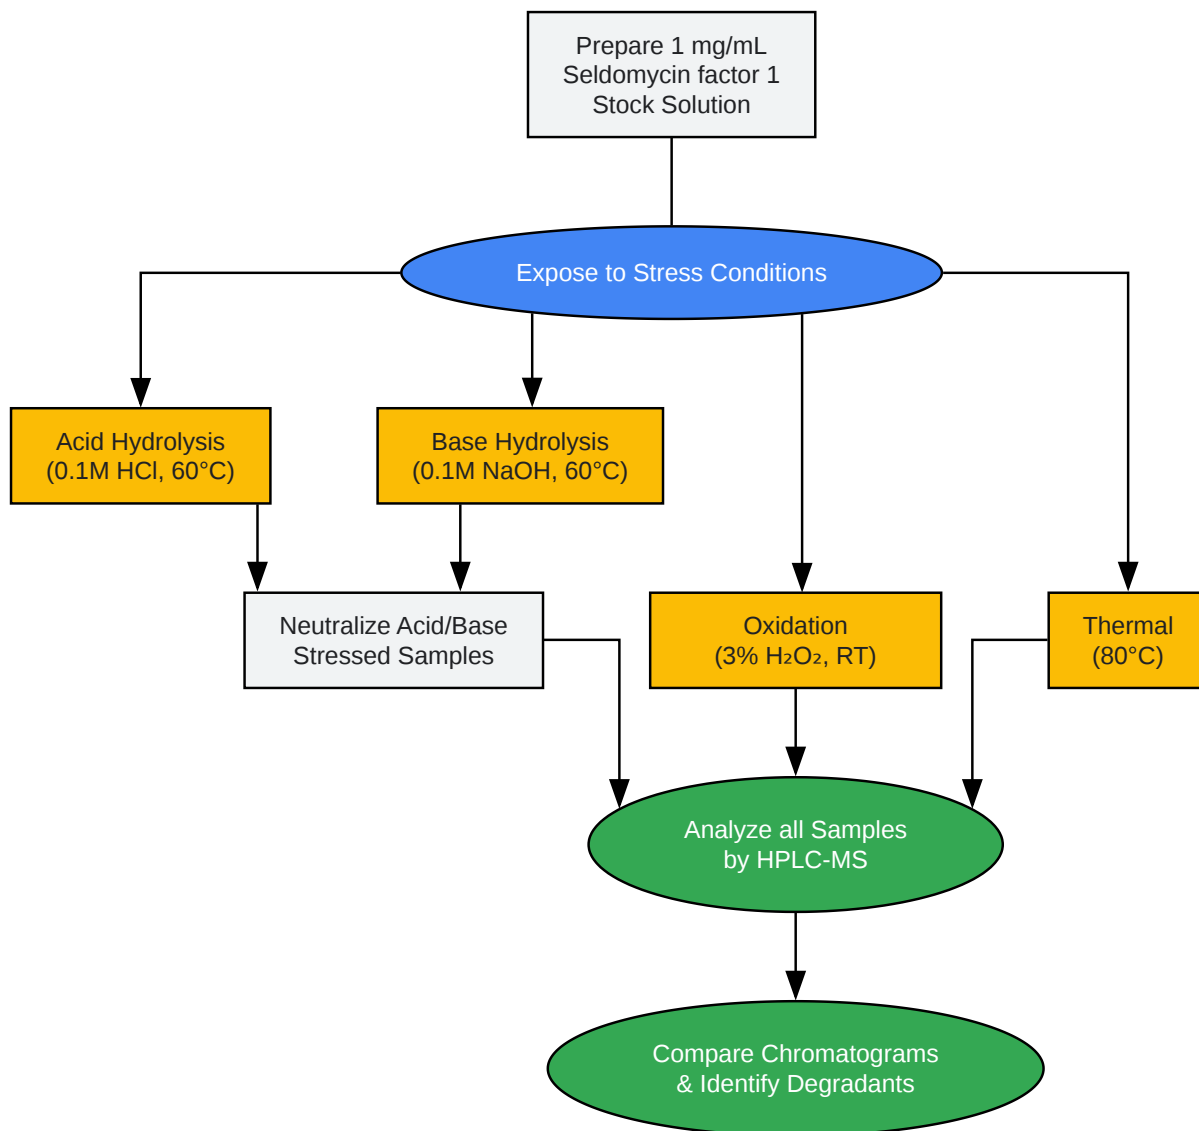 Prepare 1 mg/mL
Seldomycin factor 1
Stock Solution
Expose to Stress Conditions
Acid Hydrolysis
(0.1M HCl, 60°C)
Base Hydrolysis
(0.1M NaOH, 60°C)
Neutralize Acid/Base
Stressed Samples
Oxidation
(3% H₂O₂, RT)
Thermal
(80°C)
Analyze all Samples
by HPLC-MS
Compare Chromatograms
& Identify Degradants